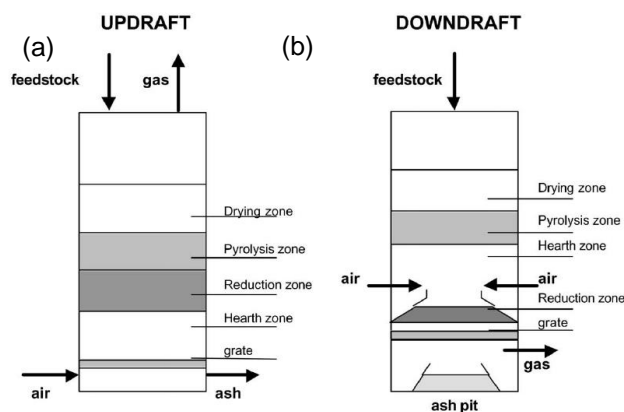 UPDRAFT
(a)
feedstock
gas
Drying zone
Pyrolysis zone
Reduction zone
Hearth zone
grate
air
ash
DOWNDRAFT
(b)
feedstock
Drying zone
Pyrolysis zone
Hearth zone
air
air
Reduction zone
grate
gas
ash pit